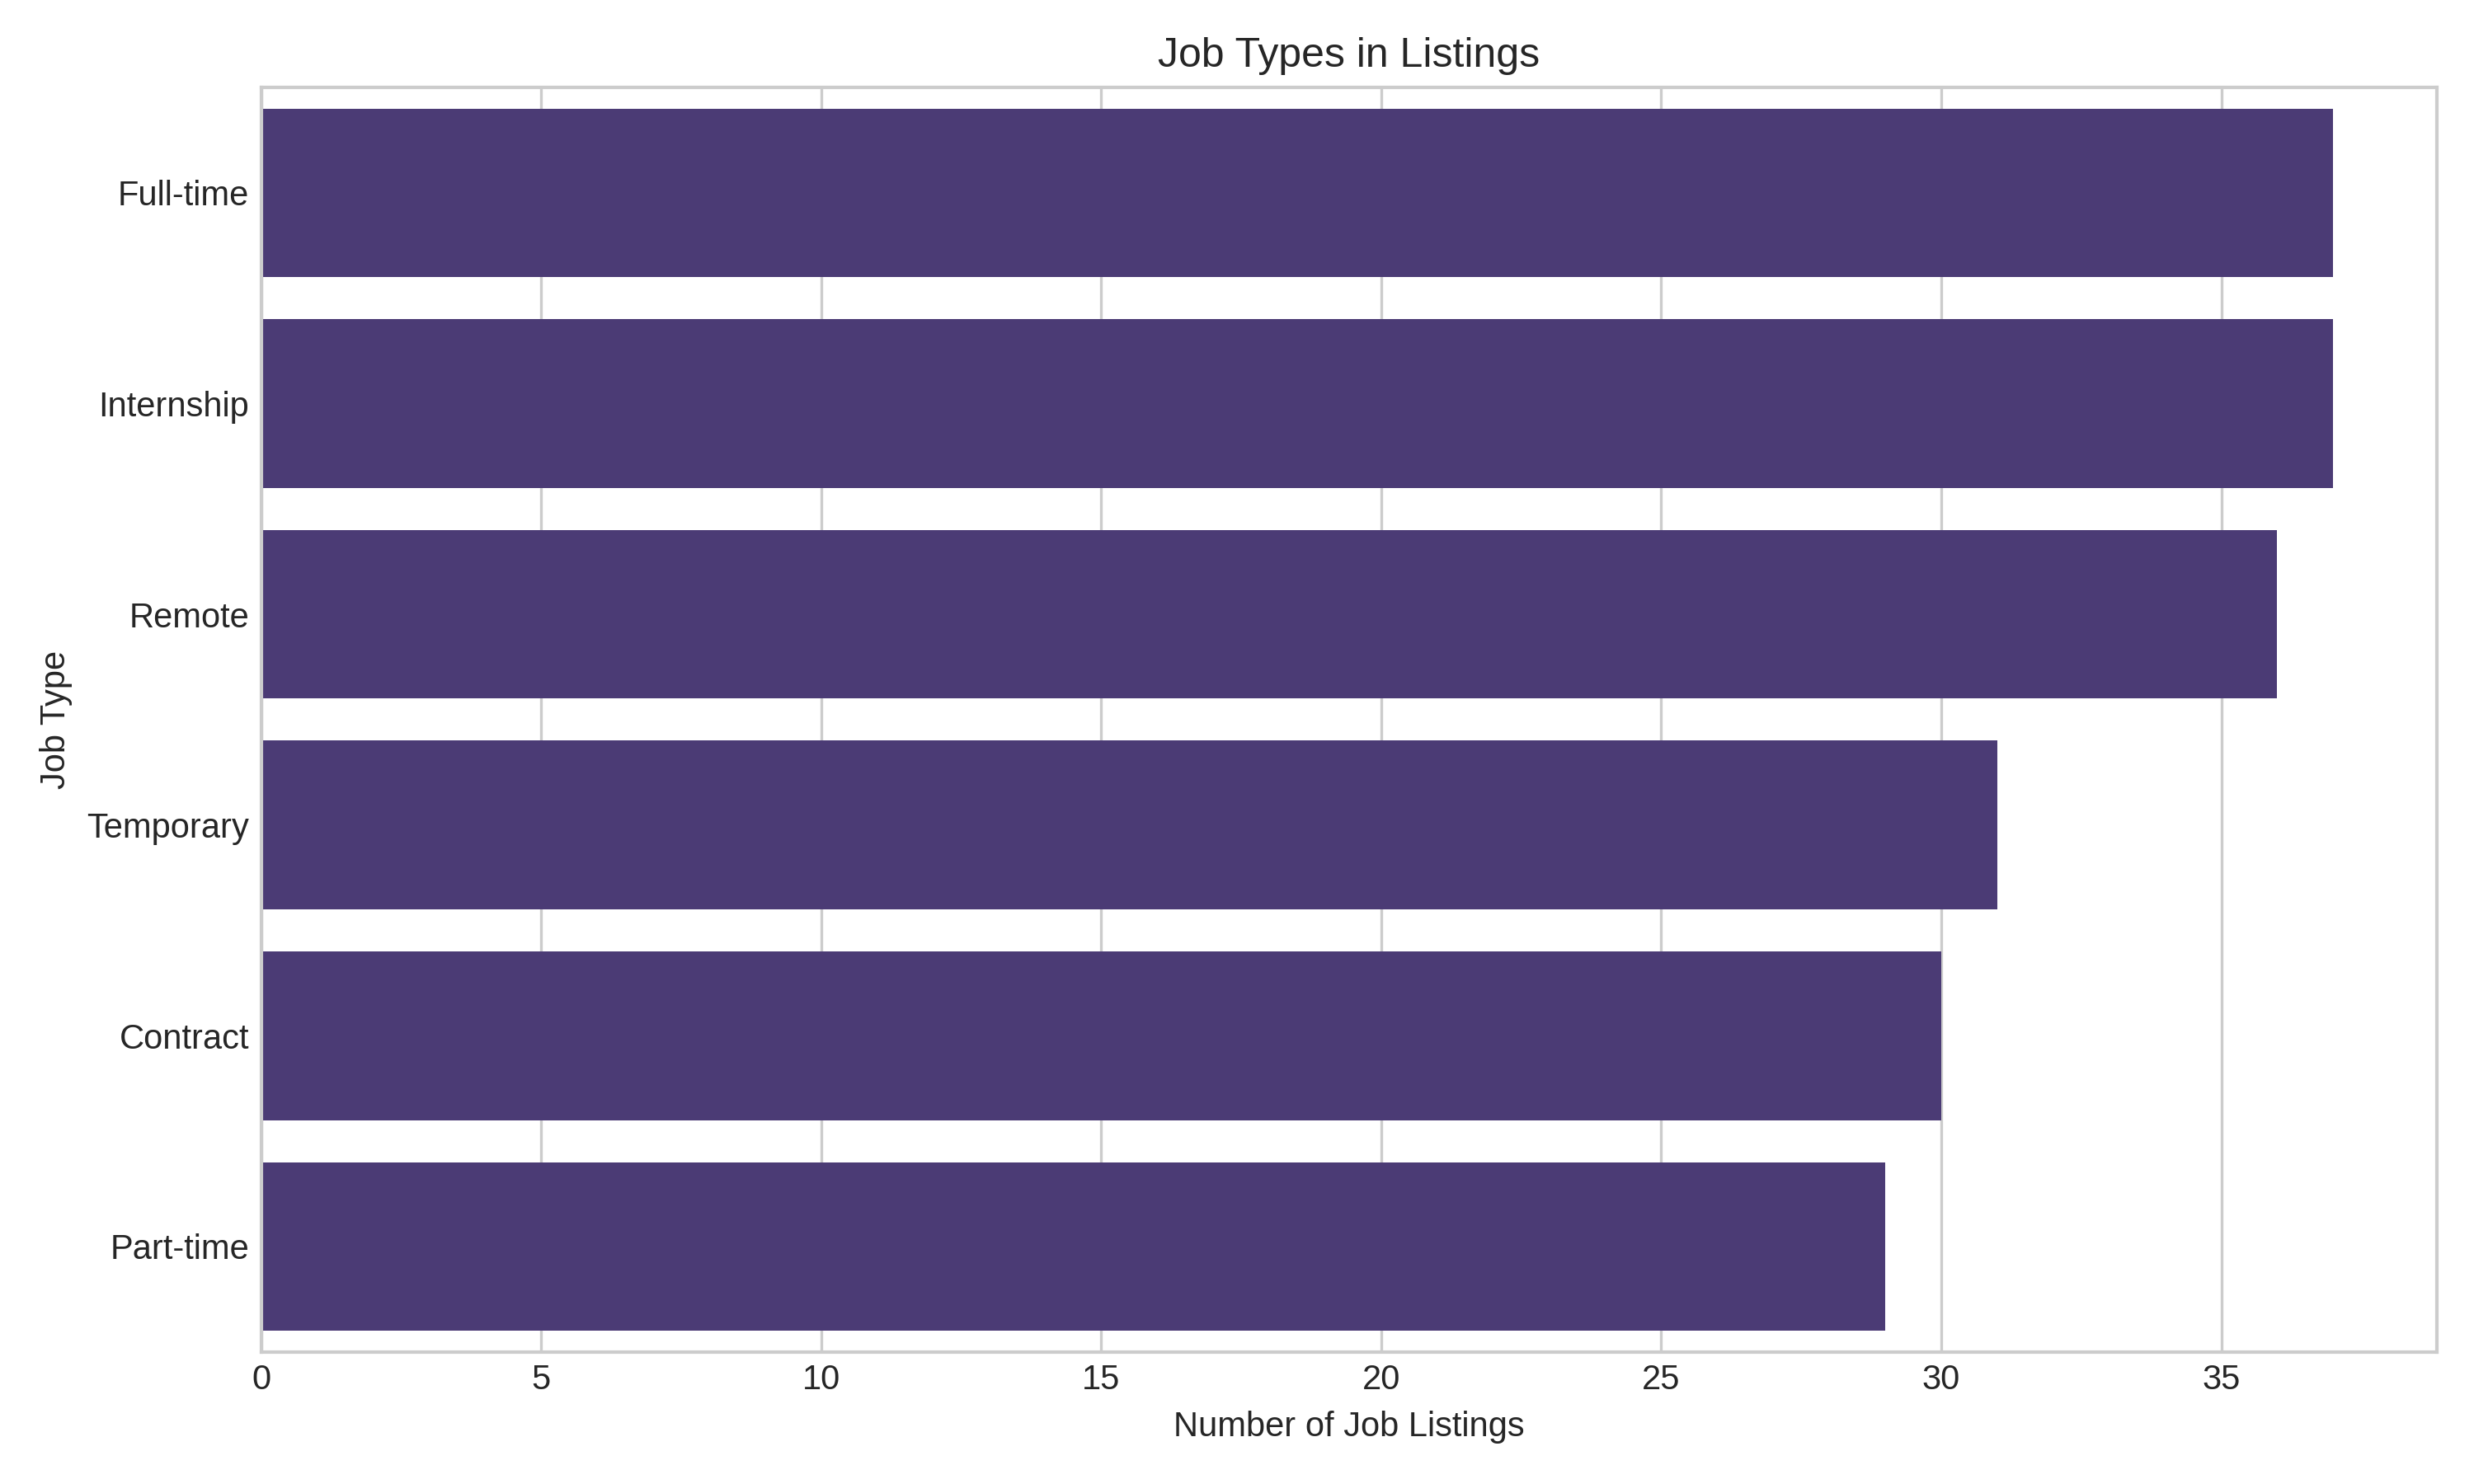 Job Types in Listings
Job Type
Full-time
Internship
Remote
Temporary
Contract
Part-time
0 5 10 15 20 25 30 35
Number of Job Listings